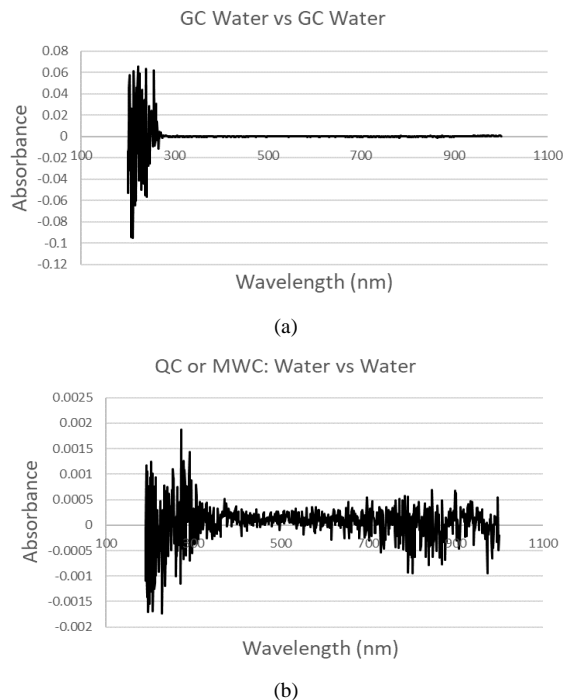 GC Water vs GC Water
0.08
0.06
0.04
0.02
0
-0.02
-0.04
-0.06
-0.08
-0.1
-0.12
100 300 500 700 900 1100
Absorbance
Wavelength (nm)
(a)
QC or MWC: Water vs Water
0.0025
0.002
0.0015
0.001
0.0005
0
-0.0005
-0.001
-0.0015
-0.002
100 300 500 700 900 1100
Absorbance
Wavelength (nm)
(b)